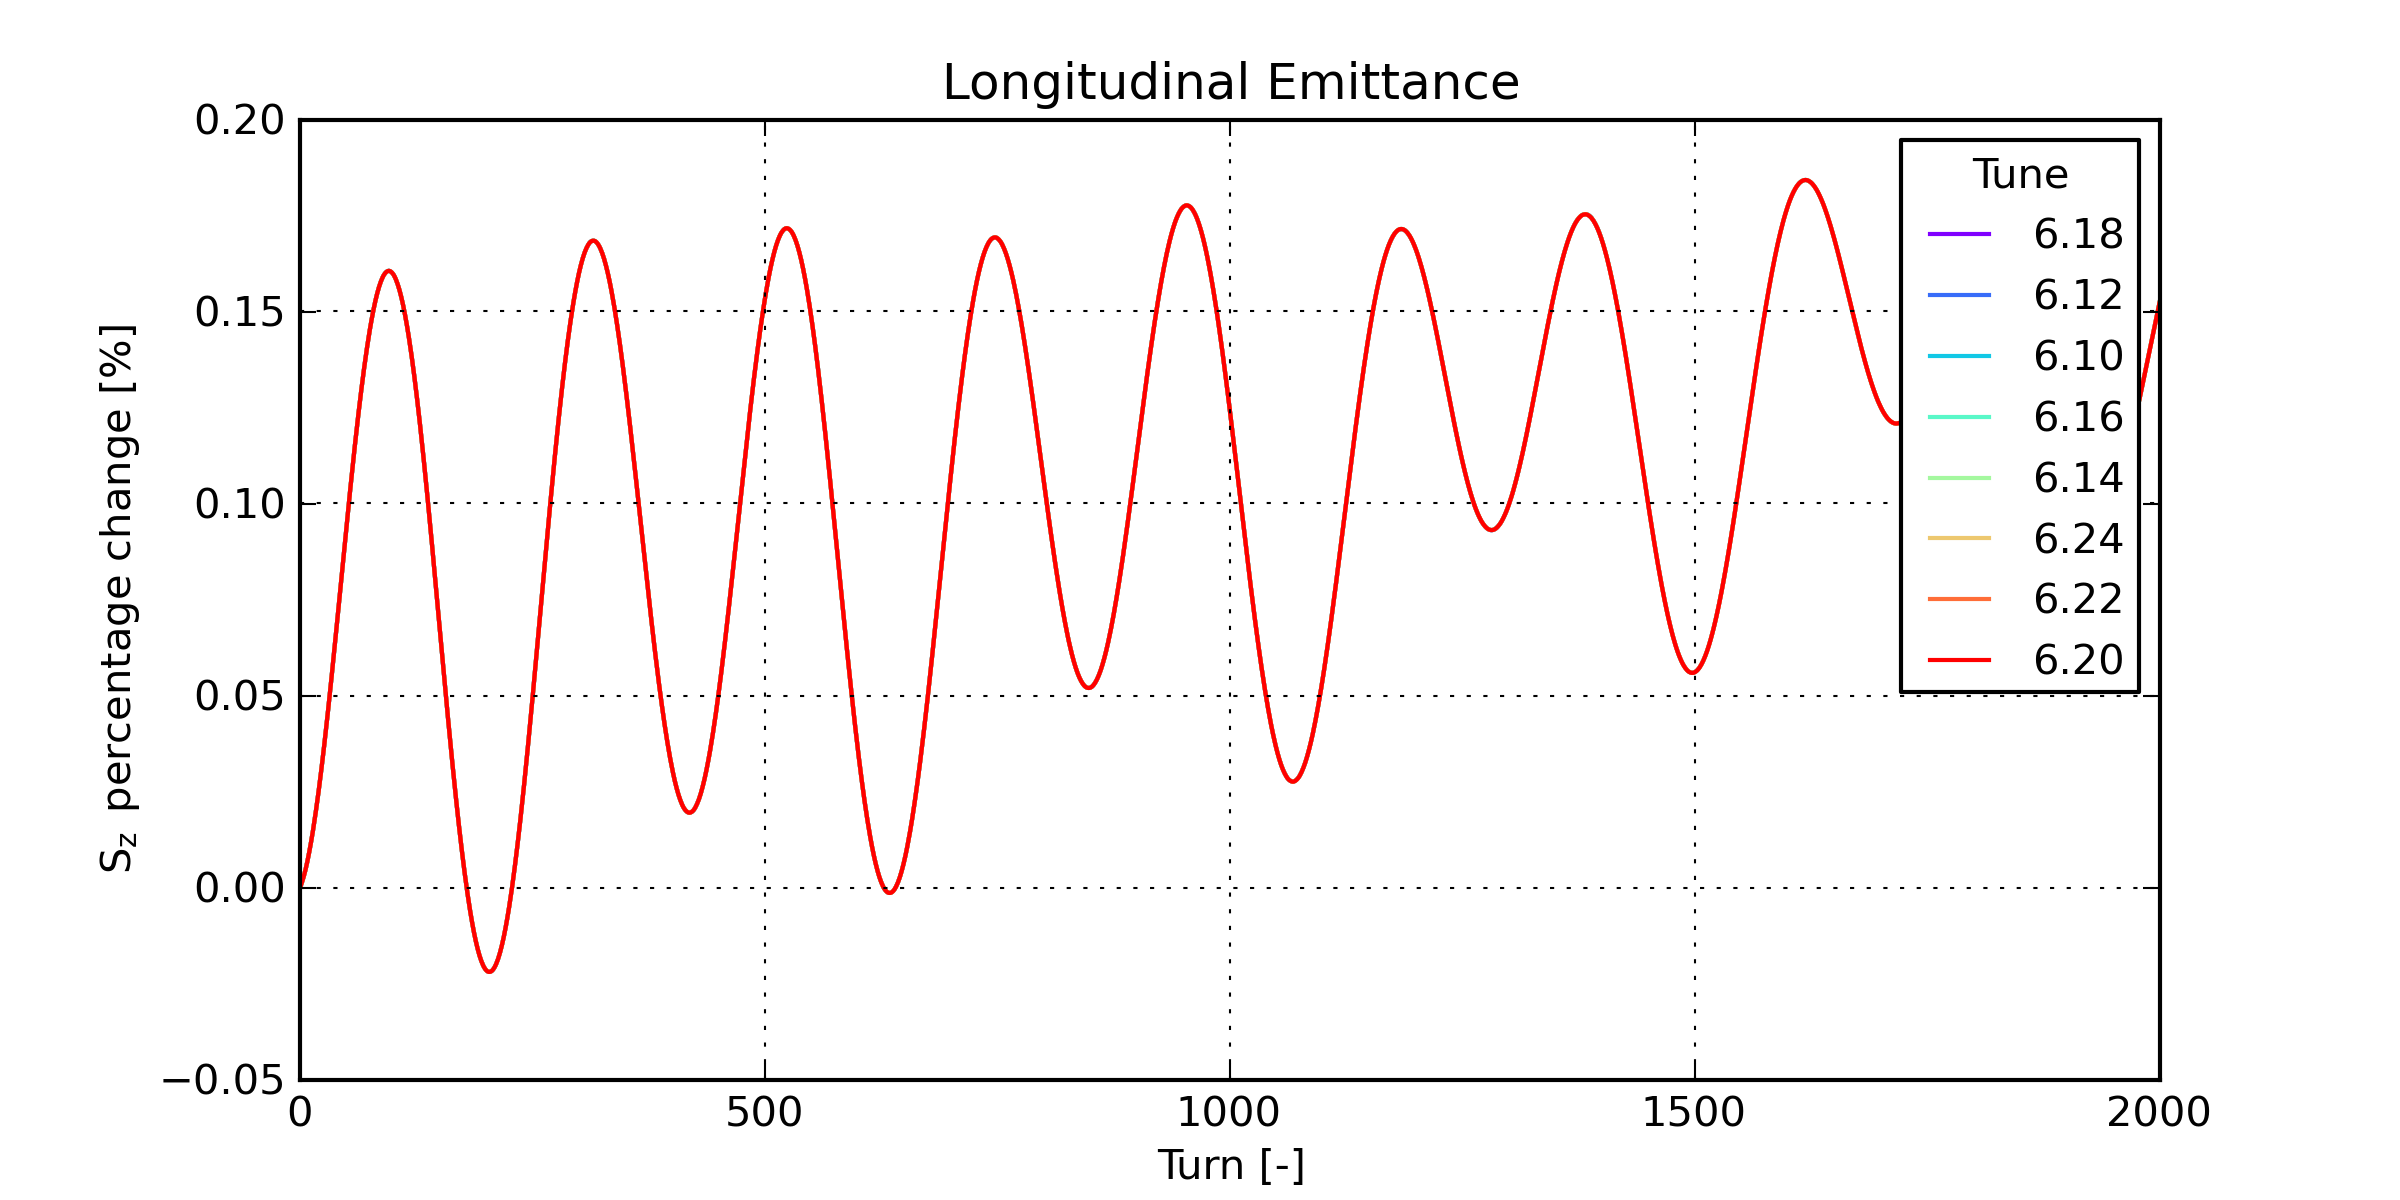 Longitudinal Emittance
0.20
0.15
0.10
0.05
0.00
−0.05
S_z percentage change [%]
0 500 1000 1500 2000
Turn [-]
Tune
6.18
6.12
6.10
6.16
6.14
6.24
6.22
6.20